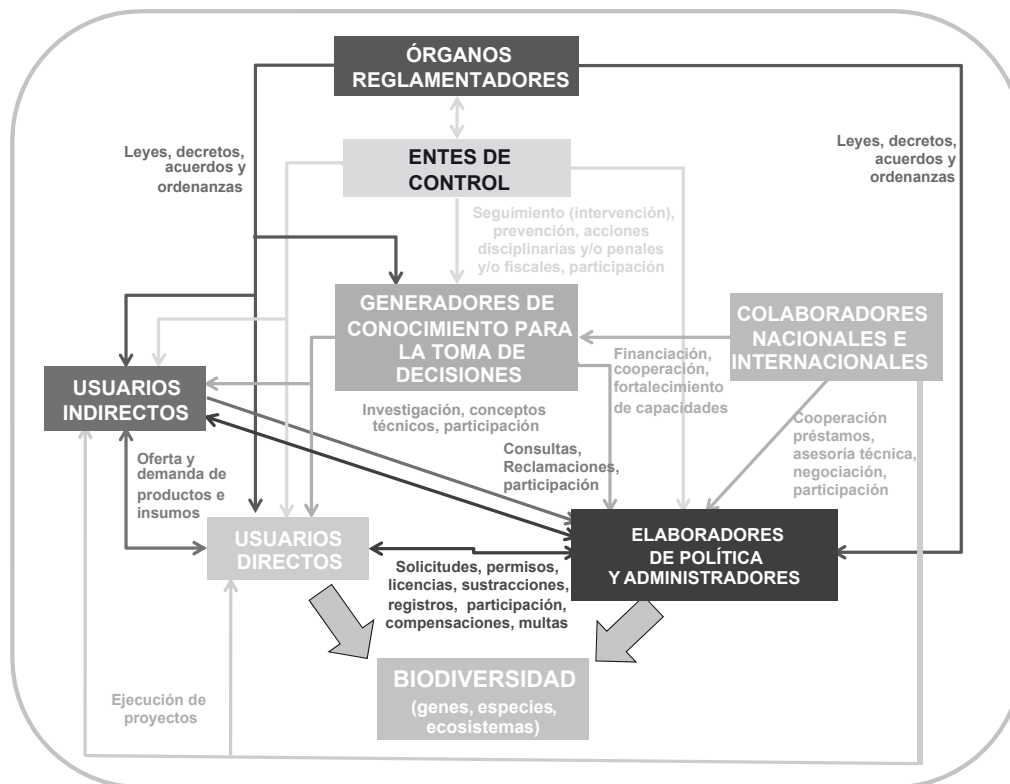 ÓRGANOS
REGLAMENTADORES
Leyes, decretos,
acuerdos y
ordenanzas
ENTES DE
CONTROL
Leyes, decretos,
acuerdos y
ordenanzas
Seguimiento (intervención),
prevención, acciones
disciplinarias y/o penales
y/o fiscales, participación
GENERADORES DE
CONOCIMIENTO PARA
LA TOMA DE
DECISIONES
COLABORADORES
NACIONALES E
INTERNACIONALES
USUARIOS
INDIRECTOS
Financiación,
cooperación,
fortalecimiento
de capacidades
Investigación, conceptos
técnicos, participación
Cooperación
préstamos,
asesoría técnica,
negociación,
participación
Consultas,
Reclamaciones,
participación
Oferta y
demanda de
productos e
insumos
USUARIOS
DIRECTOS
ELABORADORES
DE POLÍTICA
Y ADMINISTRADORES
Solicitudes, permisos,
licencias, sustracciones,
registros, participación,
compensaciones, multas
BIODIVERSIDAD
(genes, especies,
ecosistemas)
Ejecución de
proyectos